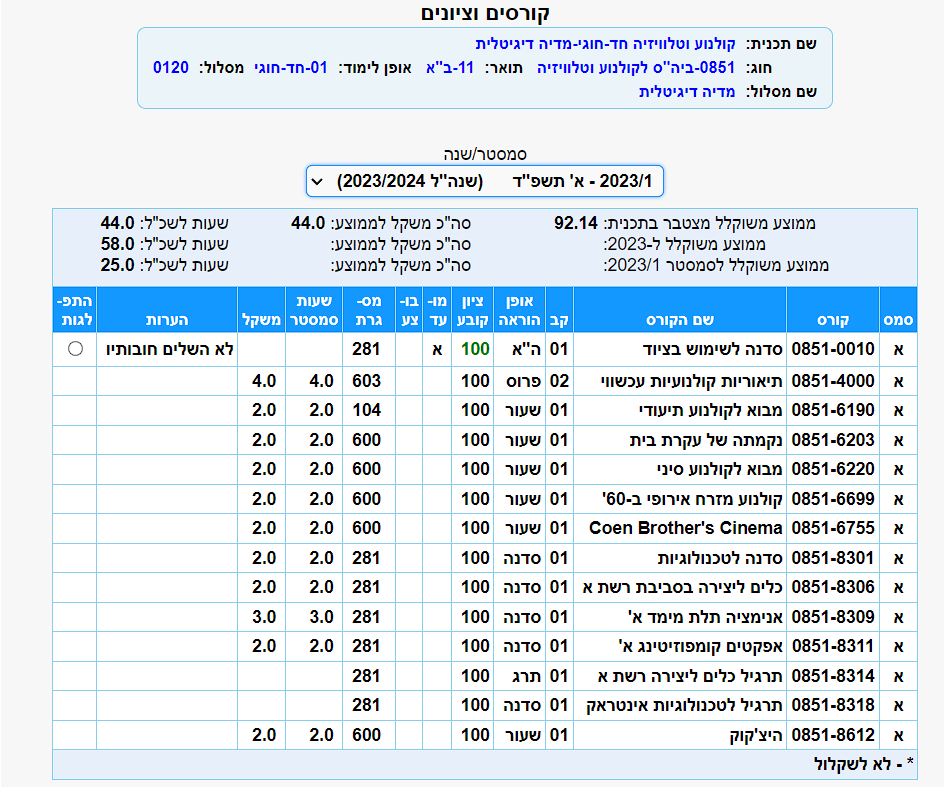 קורסים וציונים
שם תכנית: קולנוע וטלוויזיה חד-חוגי-מדיה דיגיטלית
חוג: 0851-ביה"ס לקולנוע וטלוויזיה תואר: 11-ב"א אופן לימוד: 01-חד-חוגי מסלול: 0120
שם מסלול: מדיה דיגיטלית
סמסטר/שנה
2023/1 - א' תשפ"ד (שנה"ל 2023/2024)
ממוצע משוקלל מצטבר בתכנית: 92.14 סה"כ משקל לממוצע: 44.0 שעות לשכ"ל: 44.0
ממוצע משוקלל ל-2023: סה"כ משקל לממוצע: שעות לשכ"ל: 58.0
ממוצע משוקלל לסמסטר 2023/1: סה"כ משקל לממוצע: שעות לשכ"ל: 25.0
סמס קורס שם הקורס קב אופן הוראה ציון קובע מו-עד בו-צע מס-גרת שעות סמסטר משקל הערות התפ-לגות
א 0851-0010 סדנה לשימוש בציוד 01 ה"א 100 א 281 לא השלים חובותיו
א 0851-4000 תיאוריות קולנועיות עכשווי 02 פרוס 100 603 4.0 4.0
א 0851-6190 מבוא לקולנוע תיעודי 01 שעור 100 104 2.0 2.0
א 0851-6203 נקמתה של עקרת בית 01 שעור 100 600 2.0 2.0
א 0851-6220 מבוא לקולנוע סיני 01 שעור 100 600 2.0 2.0
א 0851-6699 קולנוע מזרח אירופי ב-60' 01 שעור 100 600 2.0 2.0
א 0851-6755 Coen Brother's Cinema 01 שעור 100 600 2.0 2.0
א 0851-8301 סדנה לטכנולוגיות 01 סדנה 100 281 2.0 2.0
א 0851-8306 כלים ליצירה בסביבת רשת א 01 סדנה 100 281 2.0 2.0
א 0851-8309 אנימציה תלת מימד א' 01 סדנה 100 281 3.0 3.0
א 0851-8311 אפקטים קומפוזיטינג א' 01 סדנה 100 281 2.0 2.0
א 0851-8314 תרגיל כלים ליצירה רשת א 01 תרג 100 281
א 0851-8318 תרגיל לטכנולוגיות אינטראק 01 סדנה 100 281
א 0851-8612 היצ'קוק 01 שעור 100 600 2.0 2.0
* - לא לשקלול